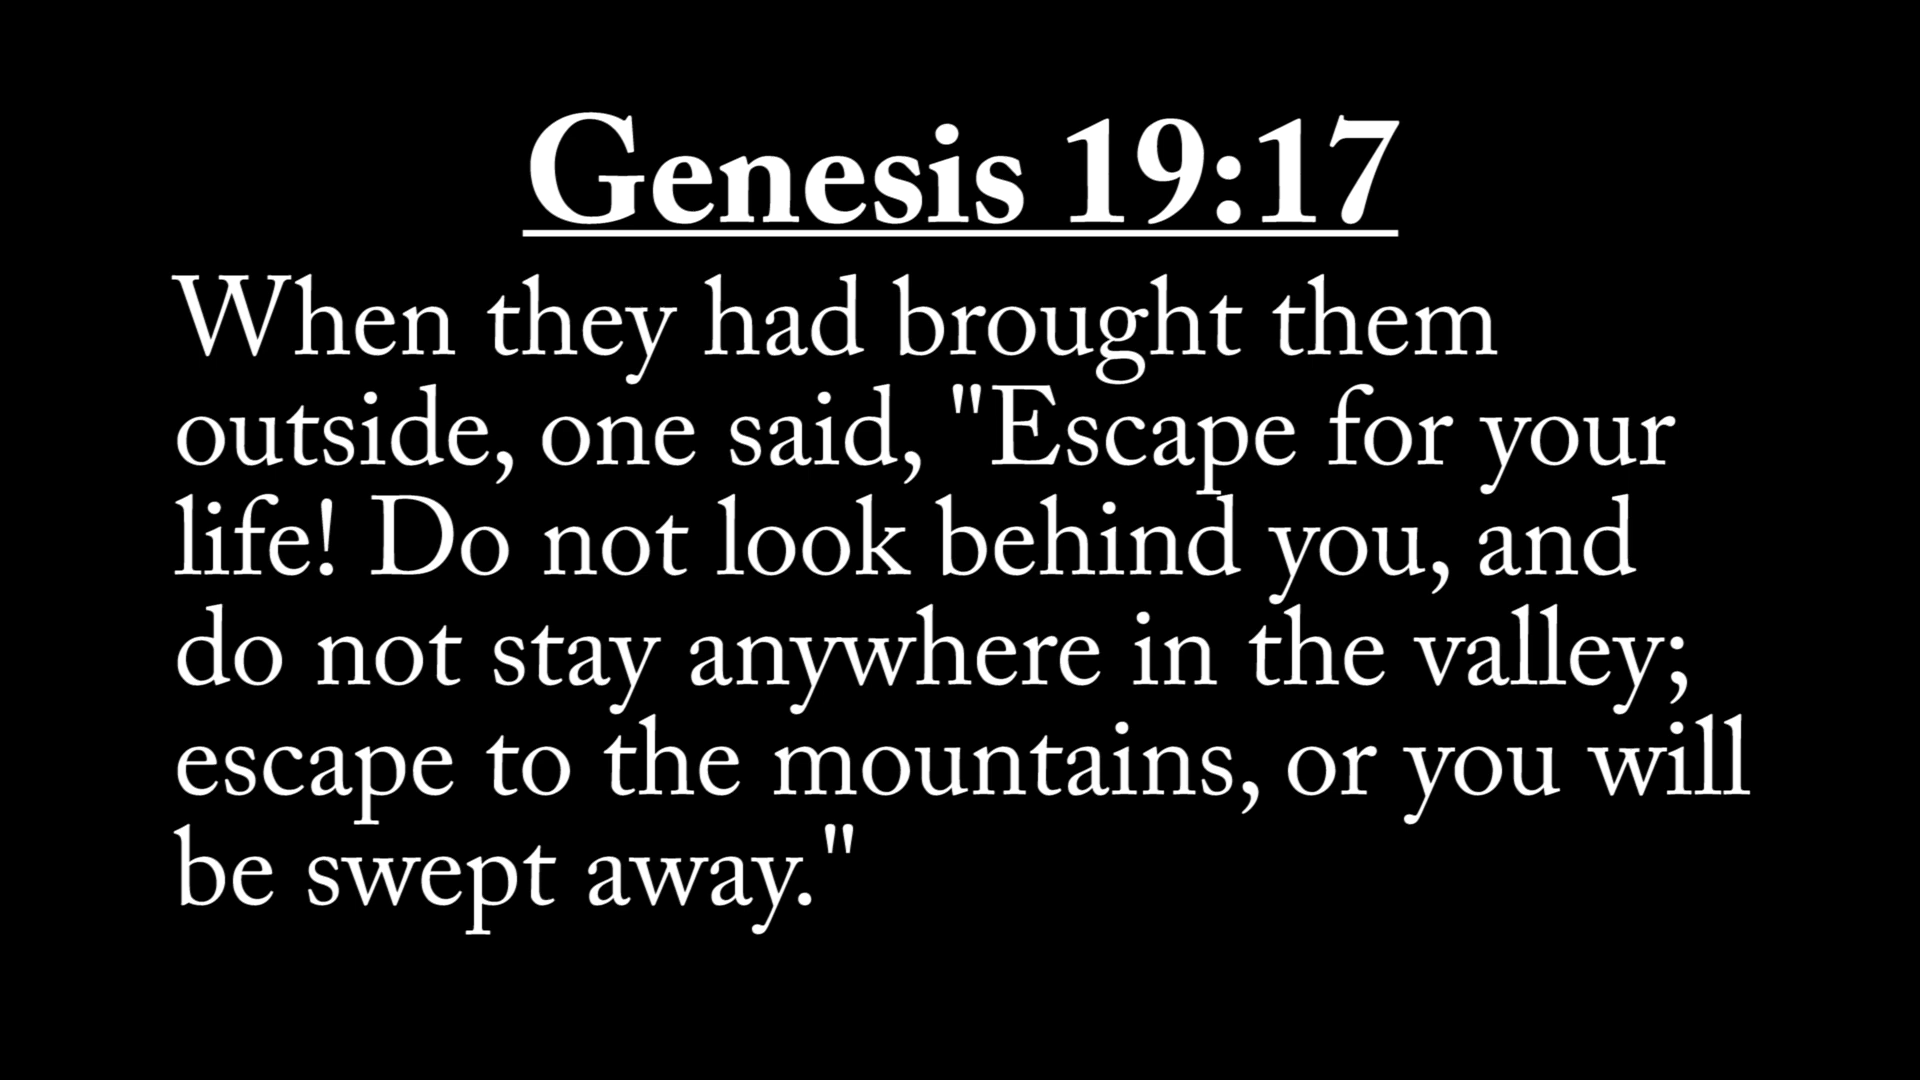 Genesis 19:17
When they had brought them
outside, one said, "Escape for your
life! Do not look behind you, and
do not stay anywhere in the valley;
escape to the mountains, or you will
be swept away."